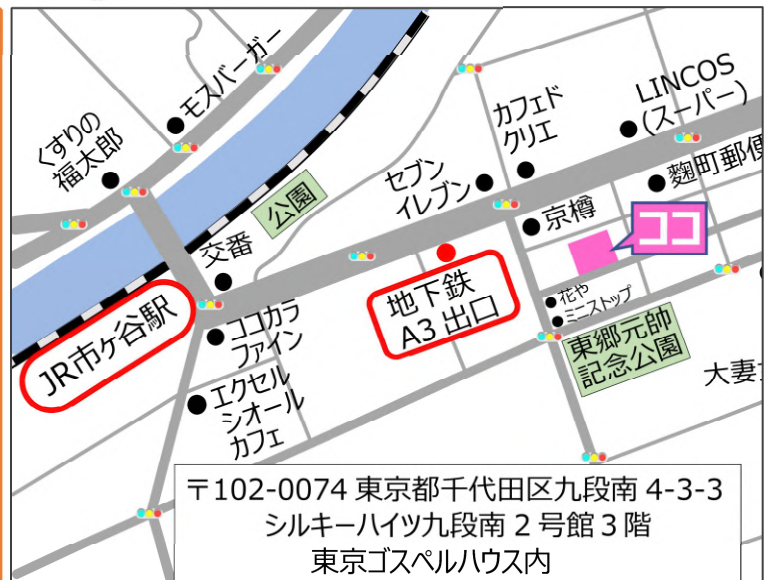 モスバーガー
くすりの
福太郎
LINCOS
(スーパー)
カフェド
クリエ
セブン
イレブン
麹町郵便
公園
京樽
ココ
交番
地下鉄
A3 出口
花や
ミニストップ
JR市ヶ谷駅
ココカラ
ファイン
東郷元帥
記念公園
大妻
エクセル
シオール
カフェ
〒102-0074 東京都千代田区九段南 4-3-3
シルキーハイツ九段南 2 号館 3 階
東京ゴスペルハウス内